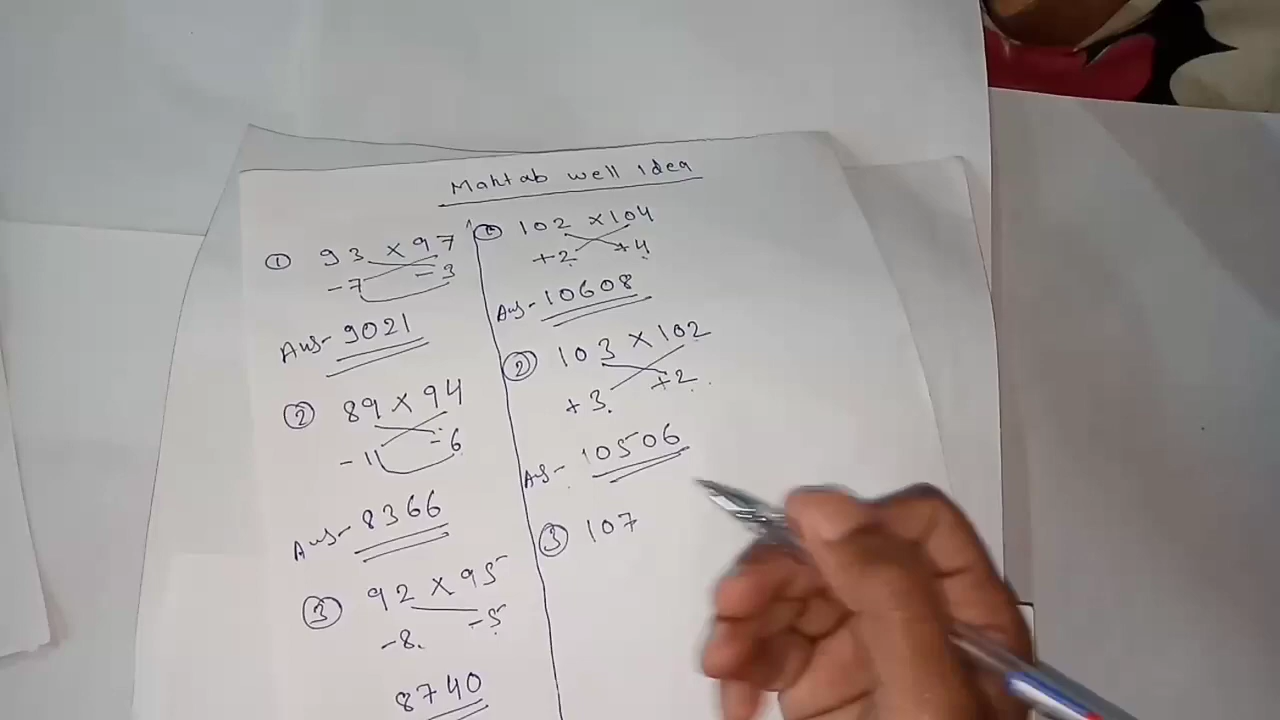 Mahtab well Idea
① 93 × 97
-7 -3
Ans- 9021
② 89 × 94
-11 -6
Ans- 8366
③ 92 × 95
-8 -5
8740
① 102 × 104
+2 +4
Ans- 10608
② 103 × 102
+3 +2
Ans- 10506
③ 107